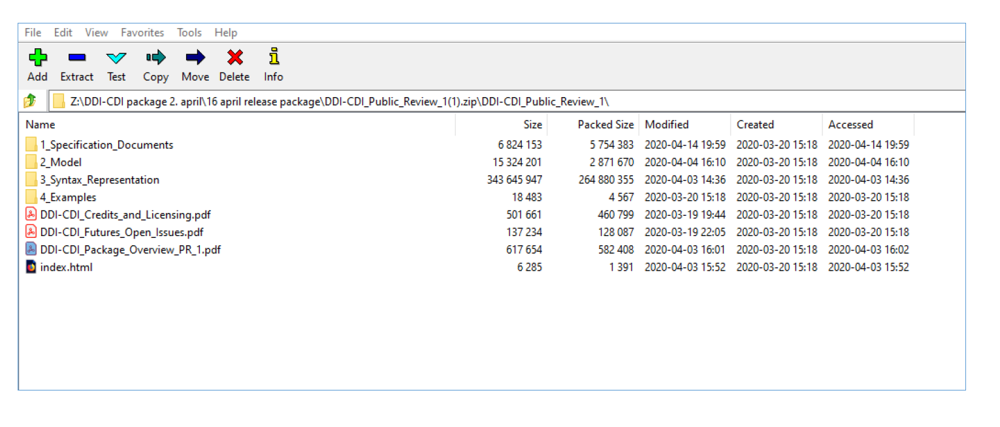 File Edit View Favorites Tools Help
Add Extract Test Copy Move Delete Info
Z:\DDI-CDI package 2. april\16 april release package\DDI-CDI_Public_Review_1(1).zip\DDI-CDI_Public_Review_1\
Name Size Packed Size Modified Created Accessed
1_Specification_Documents 6 824 153 5 754 383 2020-04-14 19:59 2020-03-20 15:18 2020-04-14 19:59
2_Model 15 324 201 2 871 670 2020-04-04 16:10 2020-03-20 15:18 2020-04-04 16:10
3_Syntax_Representation 343 645 947 264 880 355 2020-04-03 14:36 2020-03-20 15:18 2020-04-03 14:36
4_Examples 18 483 4 567 2020-03-20 15:18 2020-03-20 15:18 2020-03-20 15:18
DDI-CDI_Credits_and_Licensing.pdf 501 661 460 799 2020-03-19 19:44 2020-03-20 15:18 2020-03-20 15:18
DDI-CDI_Futures_Open_Issues.pdf 137 234 128 087 2020-03-19 22:05 2020-03-20 15:18 2020-03-20 15:18
DDI-CDI_Package_Overview_PR_1.pdf 617 654 582 408 2020-04-03 16:01 2020-03-20 15:18 2020-04-03 16:02
index.html 6 285 1 391 2020-04-03 15:52 2020-03-20 15:18 2020-04-03 15:52